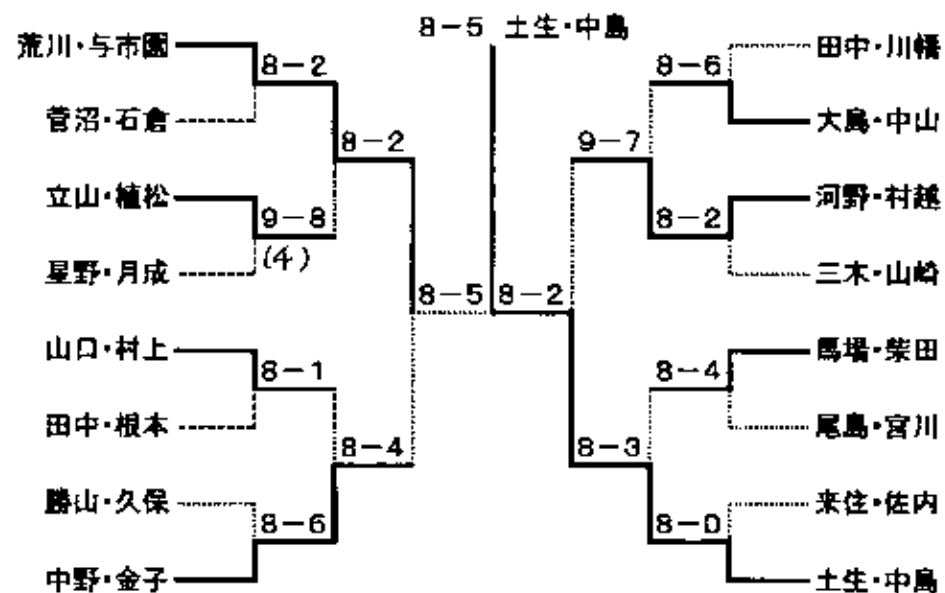 8-5 土生・中島
荒川・与市園
8-2
菅沼・石倉
8-2
立山・植松
9-8
(4)
星野・月成
8-5
山口・村上
8-1
田中・根本
8-4
勝山・久保
8-6
中野・金子
田中・川幡
8-6
大島・中山
9-7
河野・村越
8-2
三木・山崎
8-2
馬場・柴田
8-4
尾島・宮川
8-3
来住・佐内
8-0
土生・中島